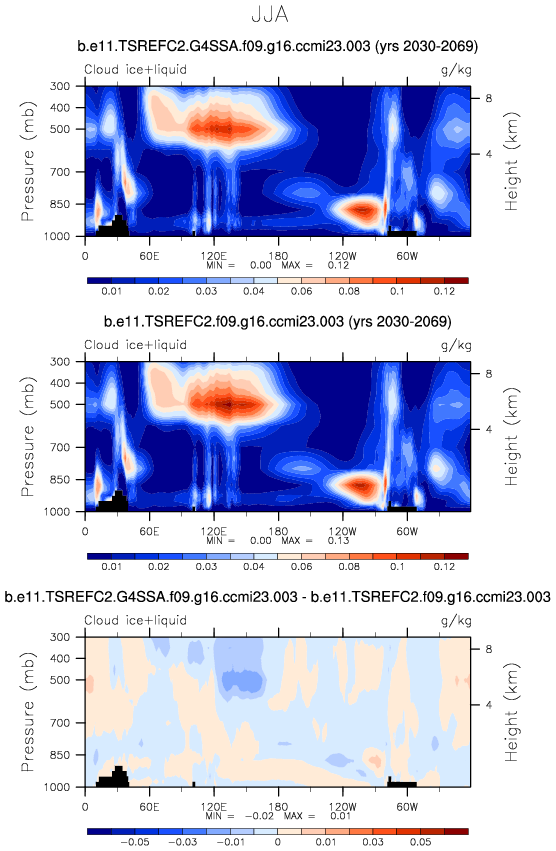 JJA
b.e11.TSREFC2.G4SSA.f09.g16.ccmi23.003 (yrs 2030-2069)
Cloud ice+liquid g/kg
300
500
700
850
1000
Pressure (mb)
8
4
Height (km)
0 60E 120E 180 120W 60W
MIN = 0.00 MAX = 0.12
0.01 0.02 0.03 0.04 0.05 0.06 0.08 0.1 0.12
b.e11.TSREFC2.f09.g16.ccmi23.003 (yrs 2030-2069)
Cloud ice+liquid g/kg
300
500
700
850
1000
Pressure (mb)
8
4
Height (km)
0 60E 120E 180 120W 60W
MIN = 0.00 MAX = 0.13
0.01 0.02 0.03 0.04 0.05 0.06 0.08 0.1 0.12
b.e11.TSREFC2.G4SSA.f09.g16.ccmi23.003 - b.e11.TSREFC2.f09.g16.ccmi23.003
Cloud ice+liquid g/kg
300
500
700
850
1000
Pressure (mb)
8
4
Height (km)
0 60E 120E 180 120W 60W
MIN = -0.02 MAX = 0.01
-0.05 -0.03 -0.02 -0.01 0 0.01 0.02 0.03 0.05